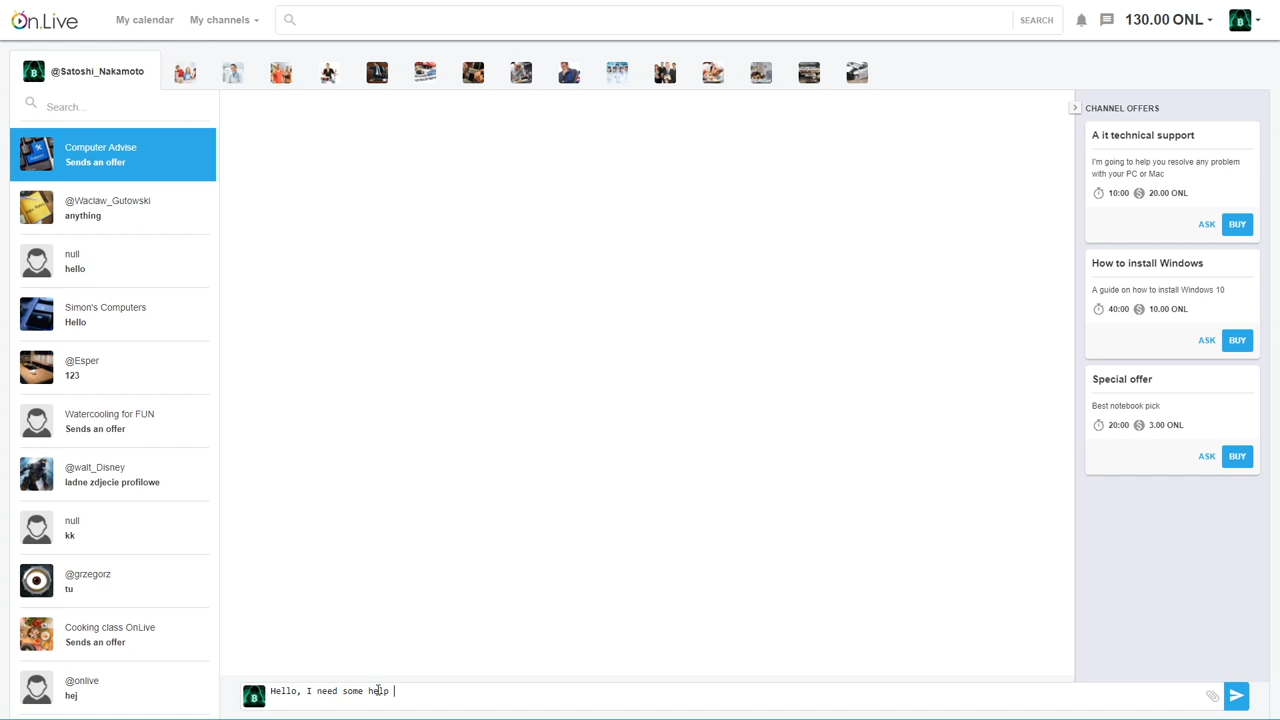 On.Live
My calendar
My channels
SEARCH
130.00 ONL
@Satoshi_Nakamoto
Search...
Computer Advise
Sends an offer
@Waclaw_Gutowski
anything
null
hello
Simon's Computers
Hello
@Esper
123
Watercooling for FUN
Sends an offer
@walt_Disney
ladne zdjecie profilowe
null
kk
@grzegorz
tu
Cooking class OnLive
Sends an offer
@onlive
hej
Hello, I need some help
CHANNEL OFFERS
A it technical support
I'm going to help you resolve any problem
with your PC or Mac
10:00 20.00 ONL
ASK BUY
How to install Windows
A guide on how to install Windows 10
40:00 10.00 ONL
ASK BUY
Special offer
Best notebook pick
20:00 3.00 ONL
ASK BUY